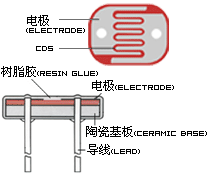 电极
(ELECTRODE)
CDS
树脂胶(RESIN GLUE)
电极(ELECTRODE)
陶瓷基板(CERAMIC BASE)
导线(LEAD)